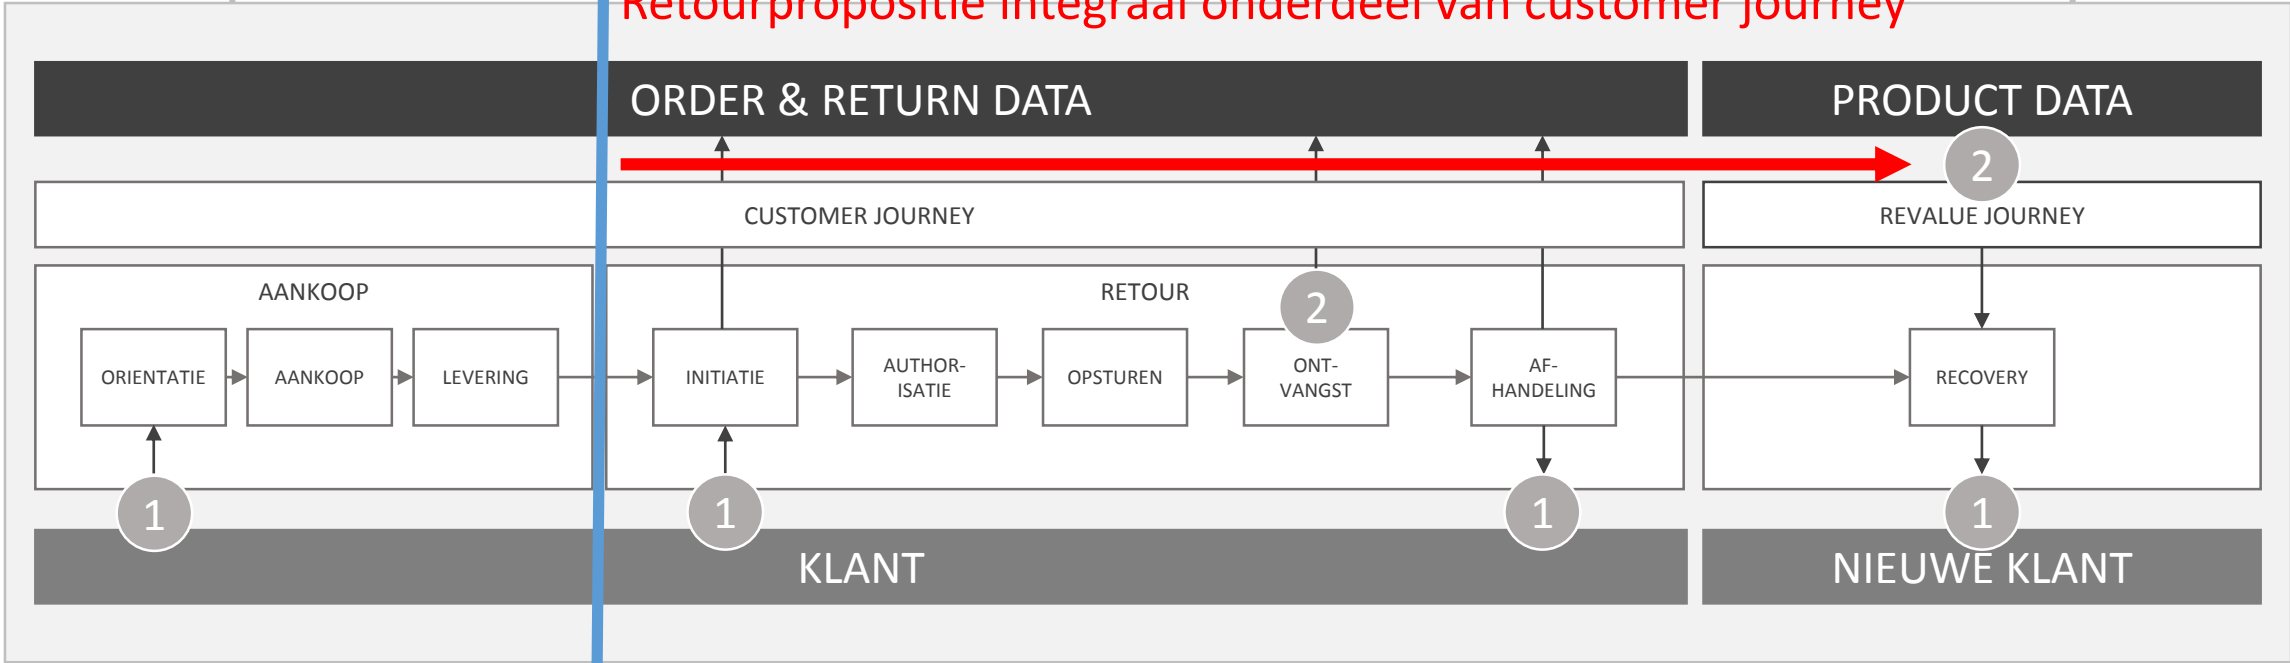 Retourpropositie integraal onderdeel van customer journey
ORDER & RETURN DATA
PRODUCT DATA
2
CUSTOMER JOURNEY
REVALUE JOURNEY
AANKOOP
RETOUR
2
ORIENTATIE
AANKOOP
LEVERING
INITIATIE
AUTHOR-
ISATIE
OPSTUREN
ONT-
VANGST
AF-
HANDELING
RECOVERY
1
1
1
1
KLANT
NIEUWE KLANT